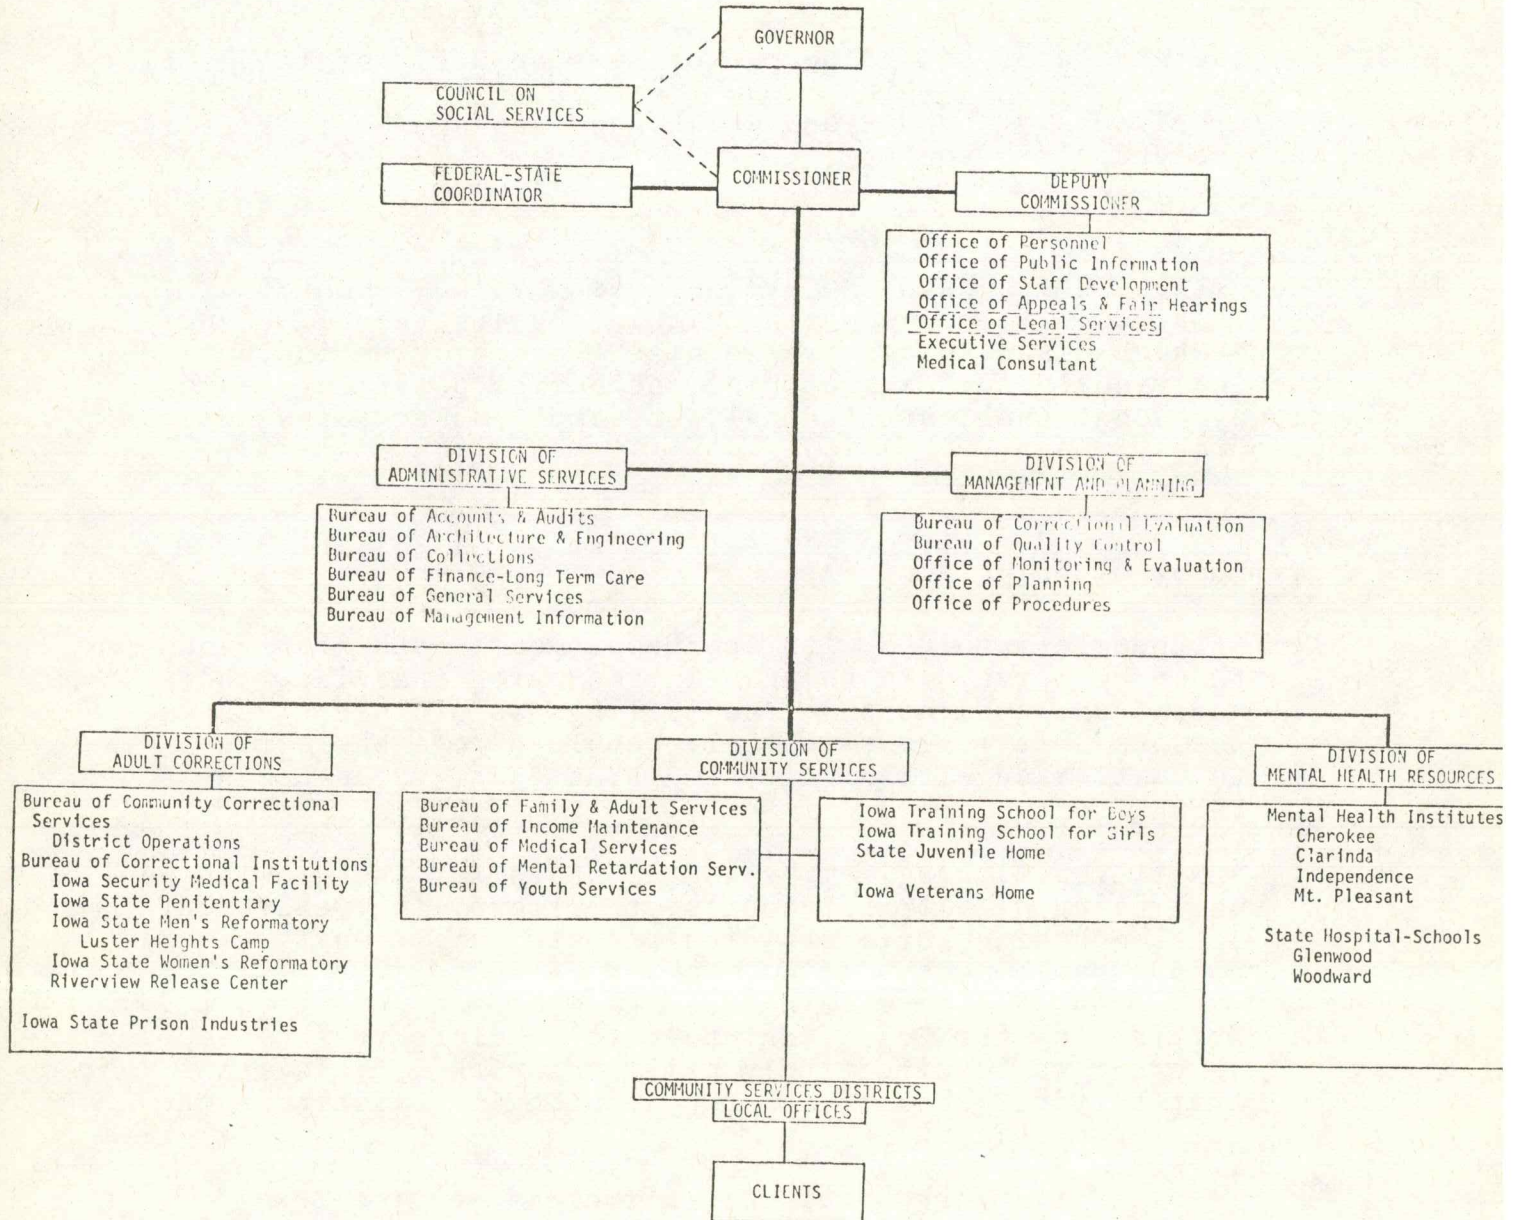 GOVERNOR
COUNCIL ON
SOCIAL SERVICES
COMMISSIONER
FEDERAL-STATE
COORDINATOR
DEPUTY
COMMISSIONER
Office of Personnel
Office of Public Information
Office of Staff Development
Office of Appeals & Fair Hearings
Office of Legal Services
Executive Services
Medical Consultant
DIVISION OF
ADMINISTRATIVE SERVICES
Bureau of Accounts & Audits
Bureau of Architecture & Engineering
Bureau of Collections
Bureau of Finance-Long Term Care
Bureau of General Services
Bureau of Management Information
DIVISION OF
MANAGEMENT AND PLANNING
Bureau of Correctional Evaluation
Bureau of Quality Control
Office of Monitoring & Evaluation
Office of Planning
Office of Procedures
DIVISION OF
ADULT CORRECTIONS
Bureau of Community Correctional
Services
District Operations
Bureau of Correctional Institutions
Iowa Security Medical Facility
Iowa State Penitentiary
Iowa State Men's Reformatory
Luster Heights Camp
Iowa State Women's Reformatory
Riverview Release Center
Iowa State Prison Industries
DIVISION OF
COMMUNITY SERVICES
Bureau of Family & Adult Services
Bureau of Income Maintenance
Bureau of Medical Services
Bureau of Mental Retardation Serv.
Bureau of Youth Services
Iowa Training School for Boys
Iowa Training School for Girls
State Juvenile Home
Iowa Veterans Home
DIVISION OF
MENTAL HEALTH RESOURCES
Mental Health Institutes
Cherokee
Clarinda
Independence
Mt. Pleasant
State Hospital-Schools
Glenwood
Woodward
COMMUNITY SERVICES DISTRICTS
LOCAL OFFICES
CLIENTS